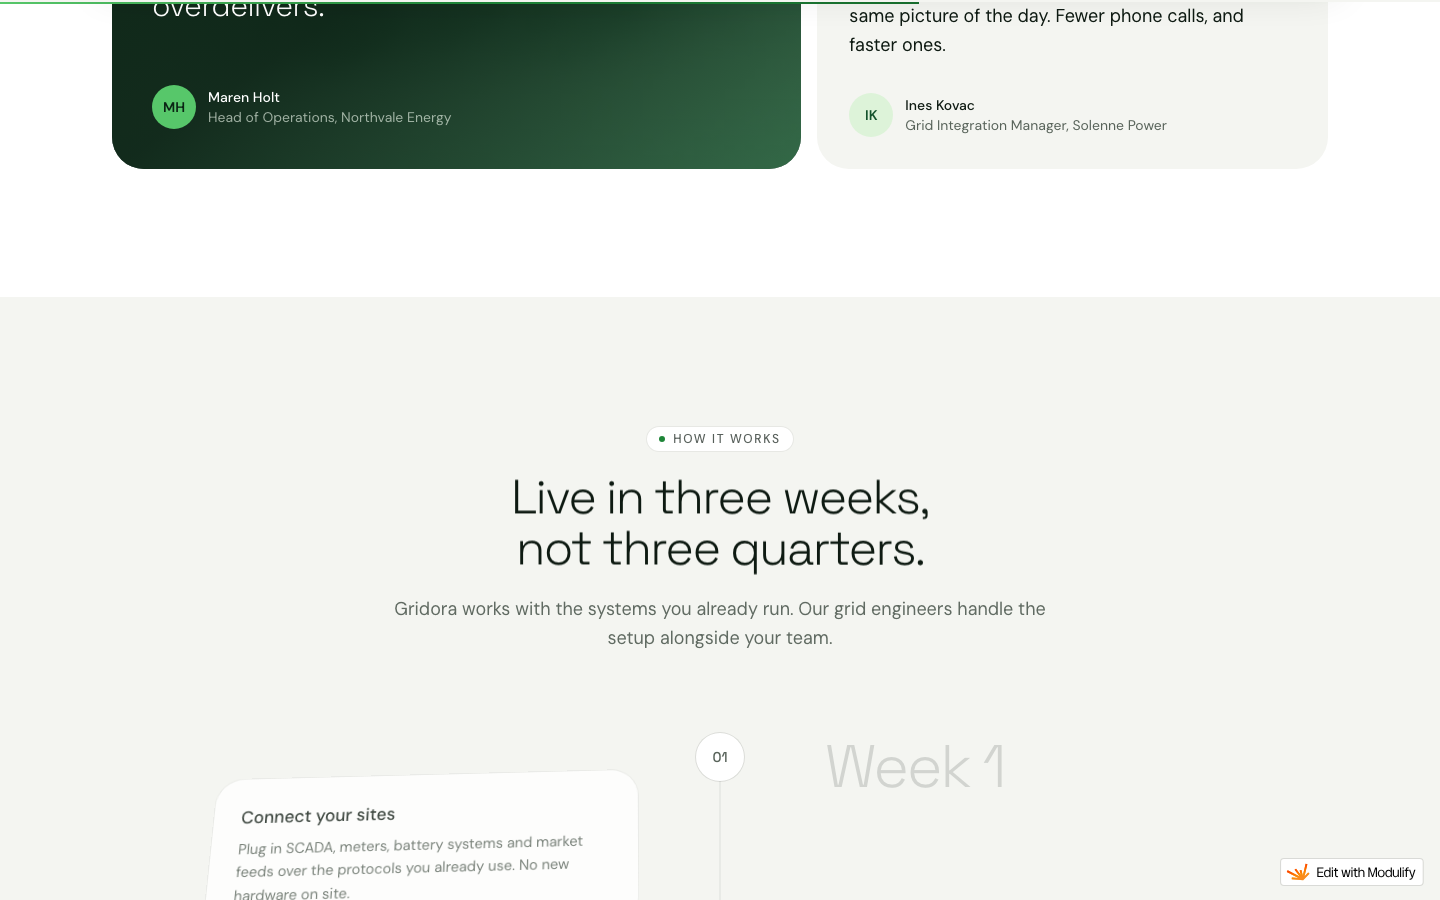 overdelivers.
MH
Maren Holt
Head of Operations, Northvale Energy
same picture of the day. Fewer phone calls, and
faster ones.
IK
Ines Kovac
Grid Integration Manager, Solenne Power
HOW IT WORKS
Live in three weeks,
not three quarters.
Gridora works with the systems you already run. Our grid engineers handle the
setup alongside your team.
01
Week 1
Connect your sites
Plug in SCADA, meters, battery systems and market
feeds over the protocols you already use. No new
hardware on site.
Edit with Modulify